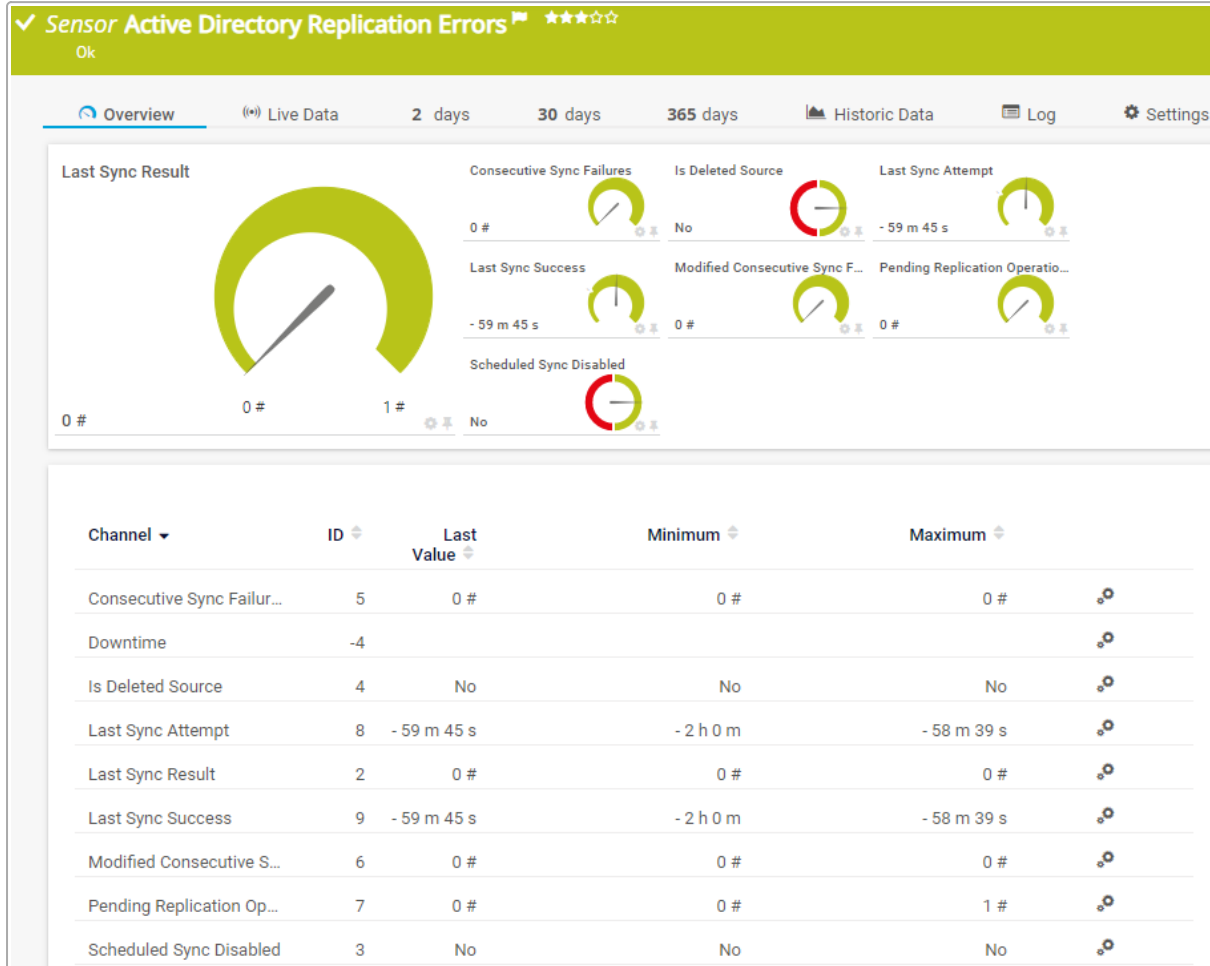 Sensor Active Directory Replication Errors
Ok
Overview Live Data 2 days 30 days 365 days Historic Data Log Settings
Last Sync Result
0 #
1 #
0 #
Consecutive Sync Failures
0 #
Is Deleted Source
No
Last Sync Attempt
- 59 m 45 s
Last Sync Success
- 59 m 45 s
Modified Consecutive Sync F...
0 #
Pending Replication Operatio...
0 #
Scheduled Sync Disabled
No
Channel ID Last Value Minimum Maximum
Consecutive Sync Failur... 5 0 # 0 # 0 #
Downtime -4
Is Deleted Source 4 No No No
Last Sync Attempt 8 - 59 m 45 s - 2 h 0 m - 58 m 39 s
Last Sync Result 2 0 # 0 # 0 #
Last Sync Success 9 - 59 m 45 s - 2 h 0 m - 58 m 39 s
Modified Consecutive S... 6 0 # 0 # 0 #
Pending Replication Op... 7 0 # 0 # 1 #
Scheduled Sync Disabled 3 No No No